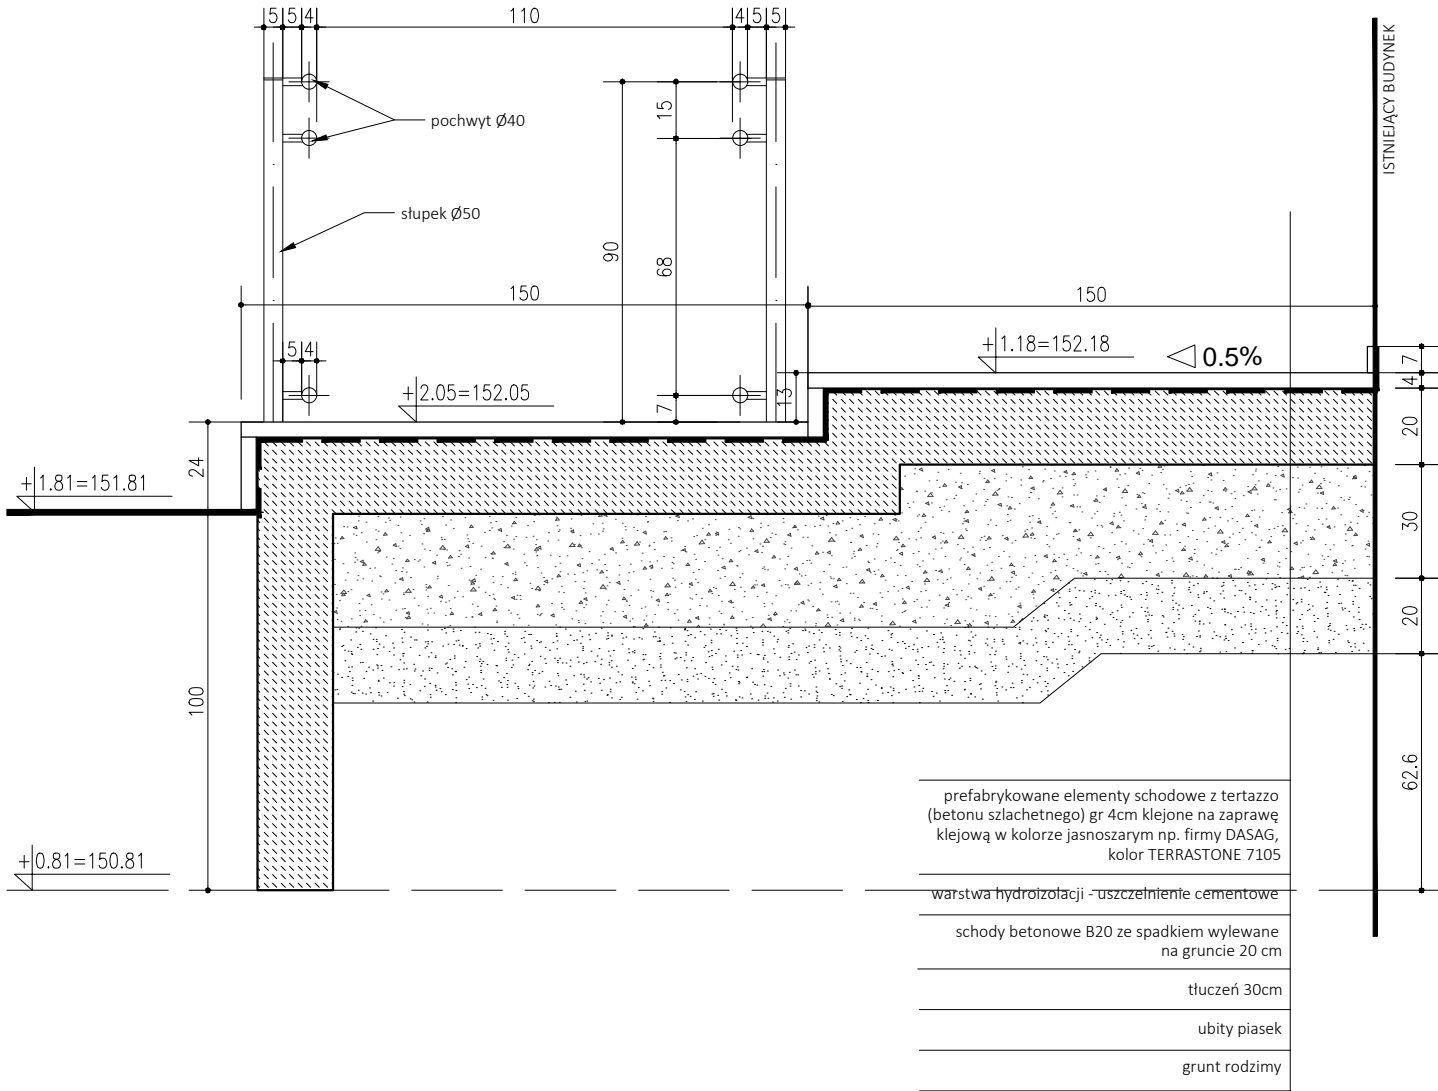 5 5 4 110 4 5 5
ISTNIEJĄCY BUDYNEK
15
pochwyt Ø40
słupek Ø50
90
68
150
150
+1.18=152.18
0.5%
7
5 4
4
+2.05=152.05
13
7
20
24
+1.81=151.81
30
20
100
62.6
prefabrykowane elementy schodowe z tertazzo
(betonu szlachetnego) gr 4cm klejone na zaprawę
klejową w kolorze jasnoszarym np. firmy DASAG,
kolor TERRASTONE 7105
+0.81=150.81
warstwa hydroizolacji - uszczelnienie cementowe
schody betonowe B20 ze spadkiem wylewane
na gruncie 20 cm
tłuczeń 30cm
ubity piasek
grunt rodzimy